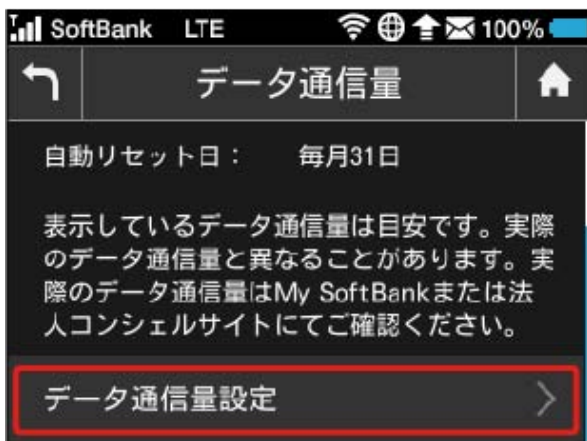 SoftBank LTE 100%
データ通信量
自動リセット日： 毎月31日
表示しているデータ通信量は目安です。実際
のデータ通信量と異なることがあります。実
際のデータ通信量はMy SoftBankまたは法
人コンシェルサイトにてご確認ください。
データ通信量設定